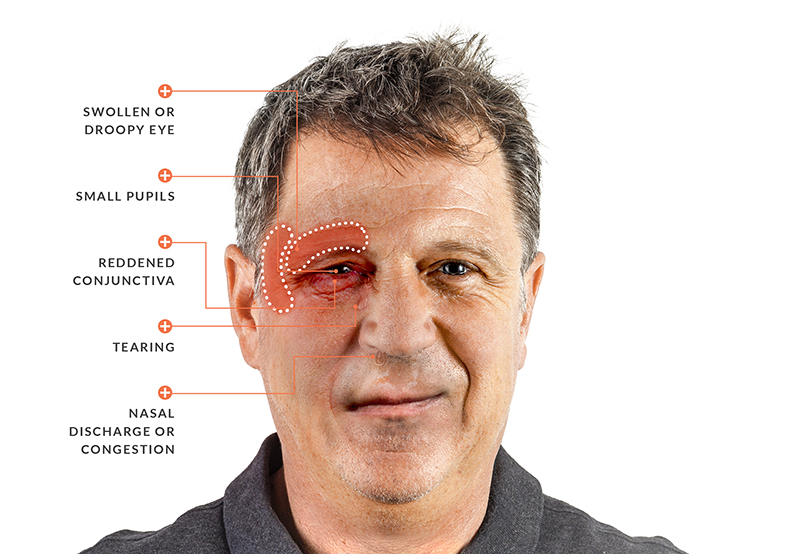 SWOLLEN OR
DROOPY EYE
SMALL PUPILS
REDDENED
CONJUNCTIVA
TEARING
NASAL
DISCHARGE OR
CONGESTION